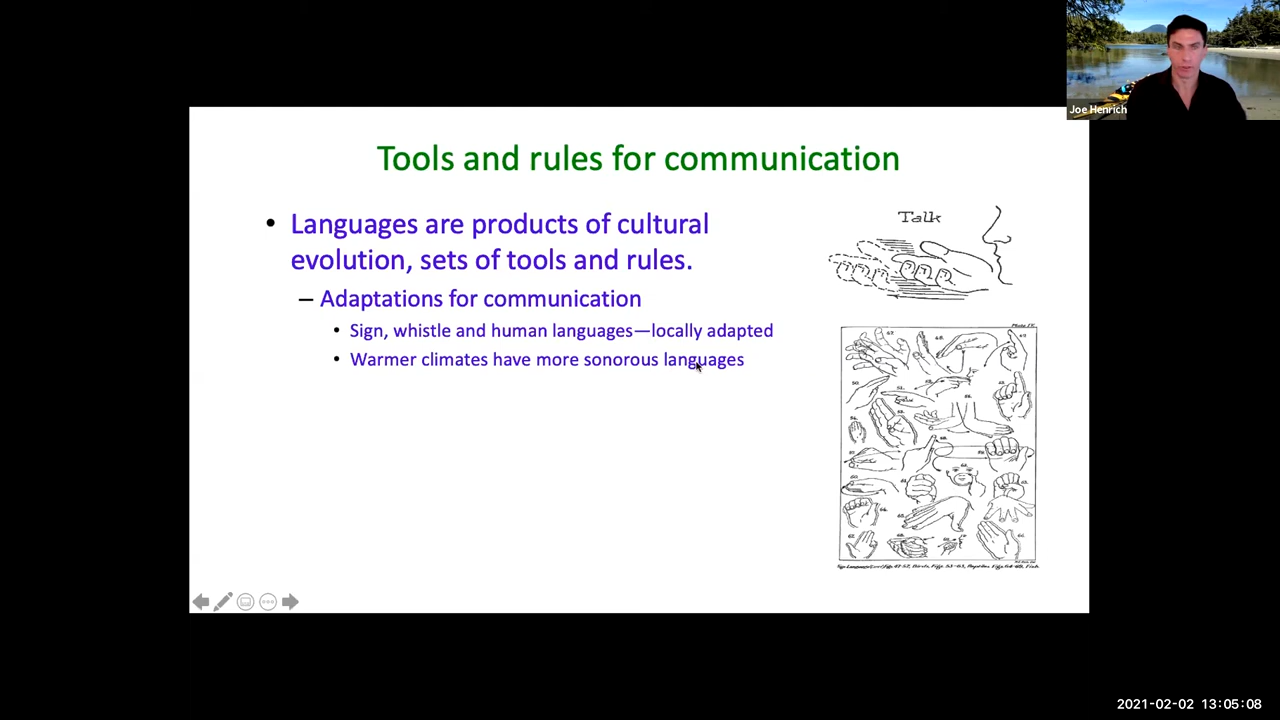 Joe Henrich
Tools and rules for communication
• Languages are products of cultural
evolution, sets of tools and rules.
– Adaptations for communication
• Sign, whistle and human languages—locally adapted
• Warmer climates have more sonorous languages
Talk
2021-02-02 13:05:08